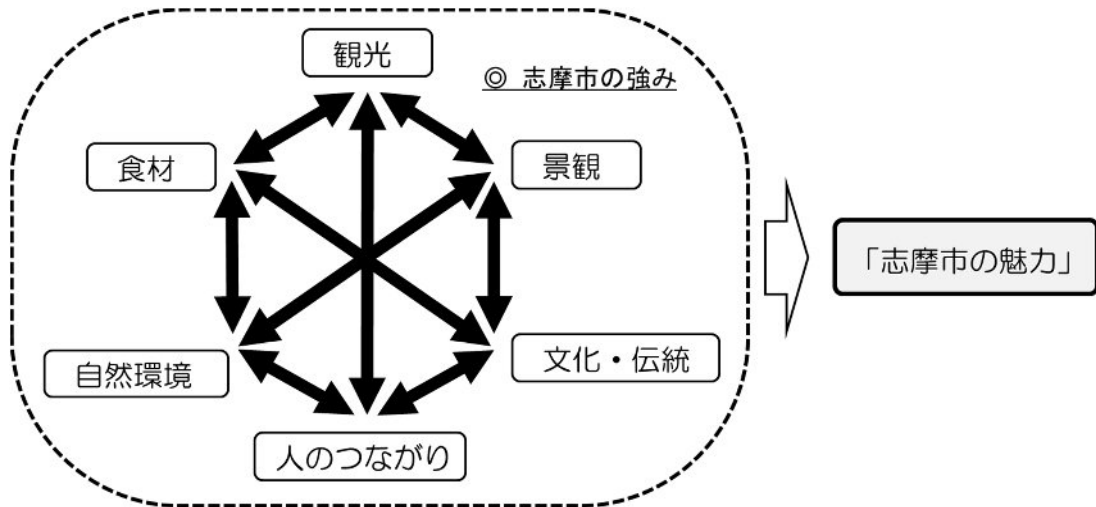 観光
◎ 志摩市の強み
食材
景観
「志摩市の魅力」
自然環境
文化・伝統
人のつながり